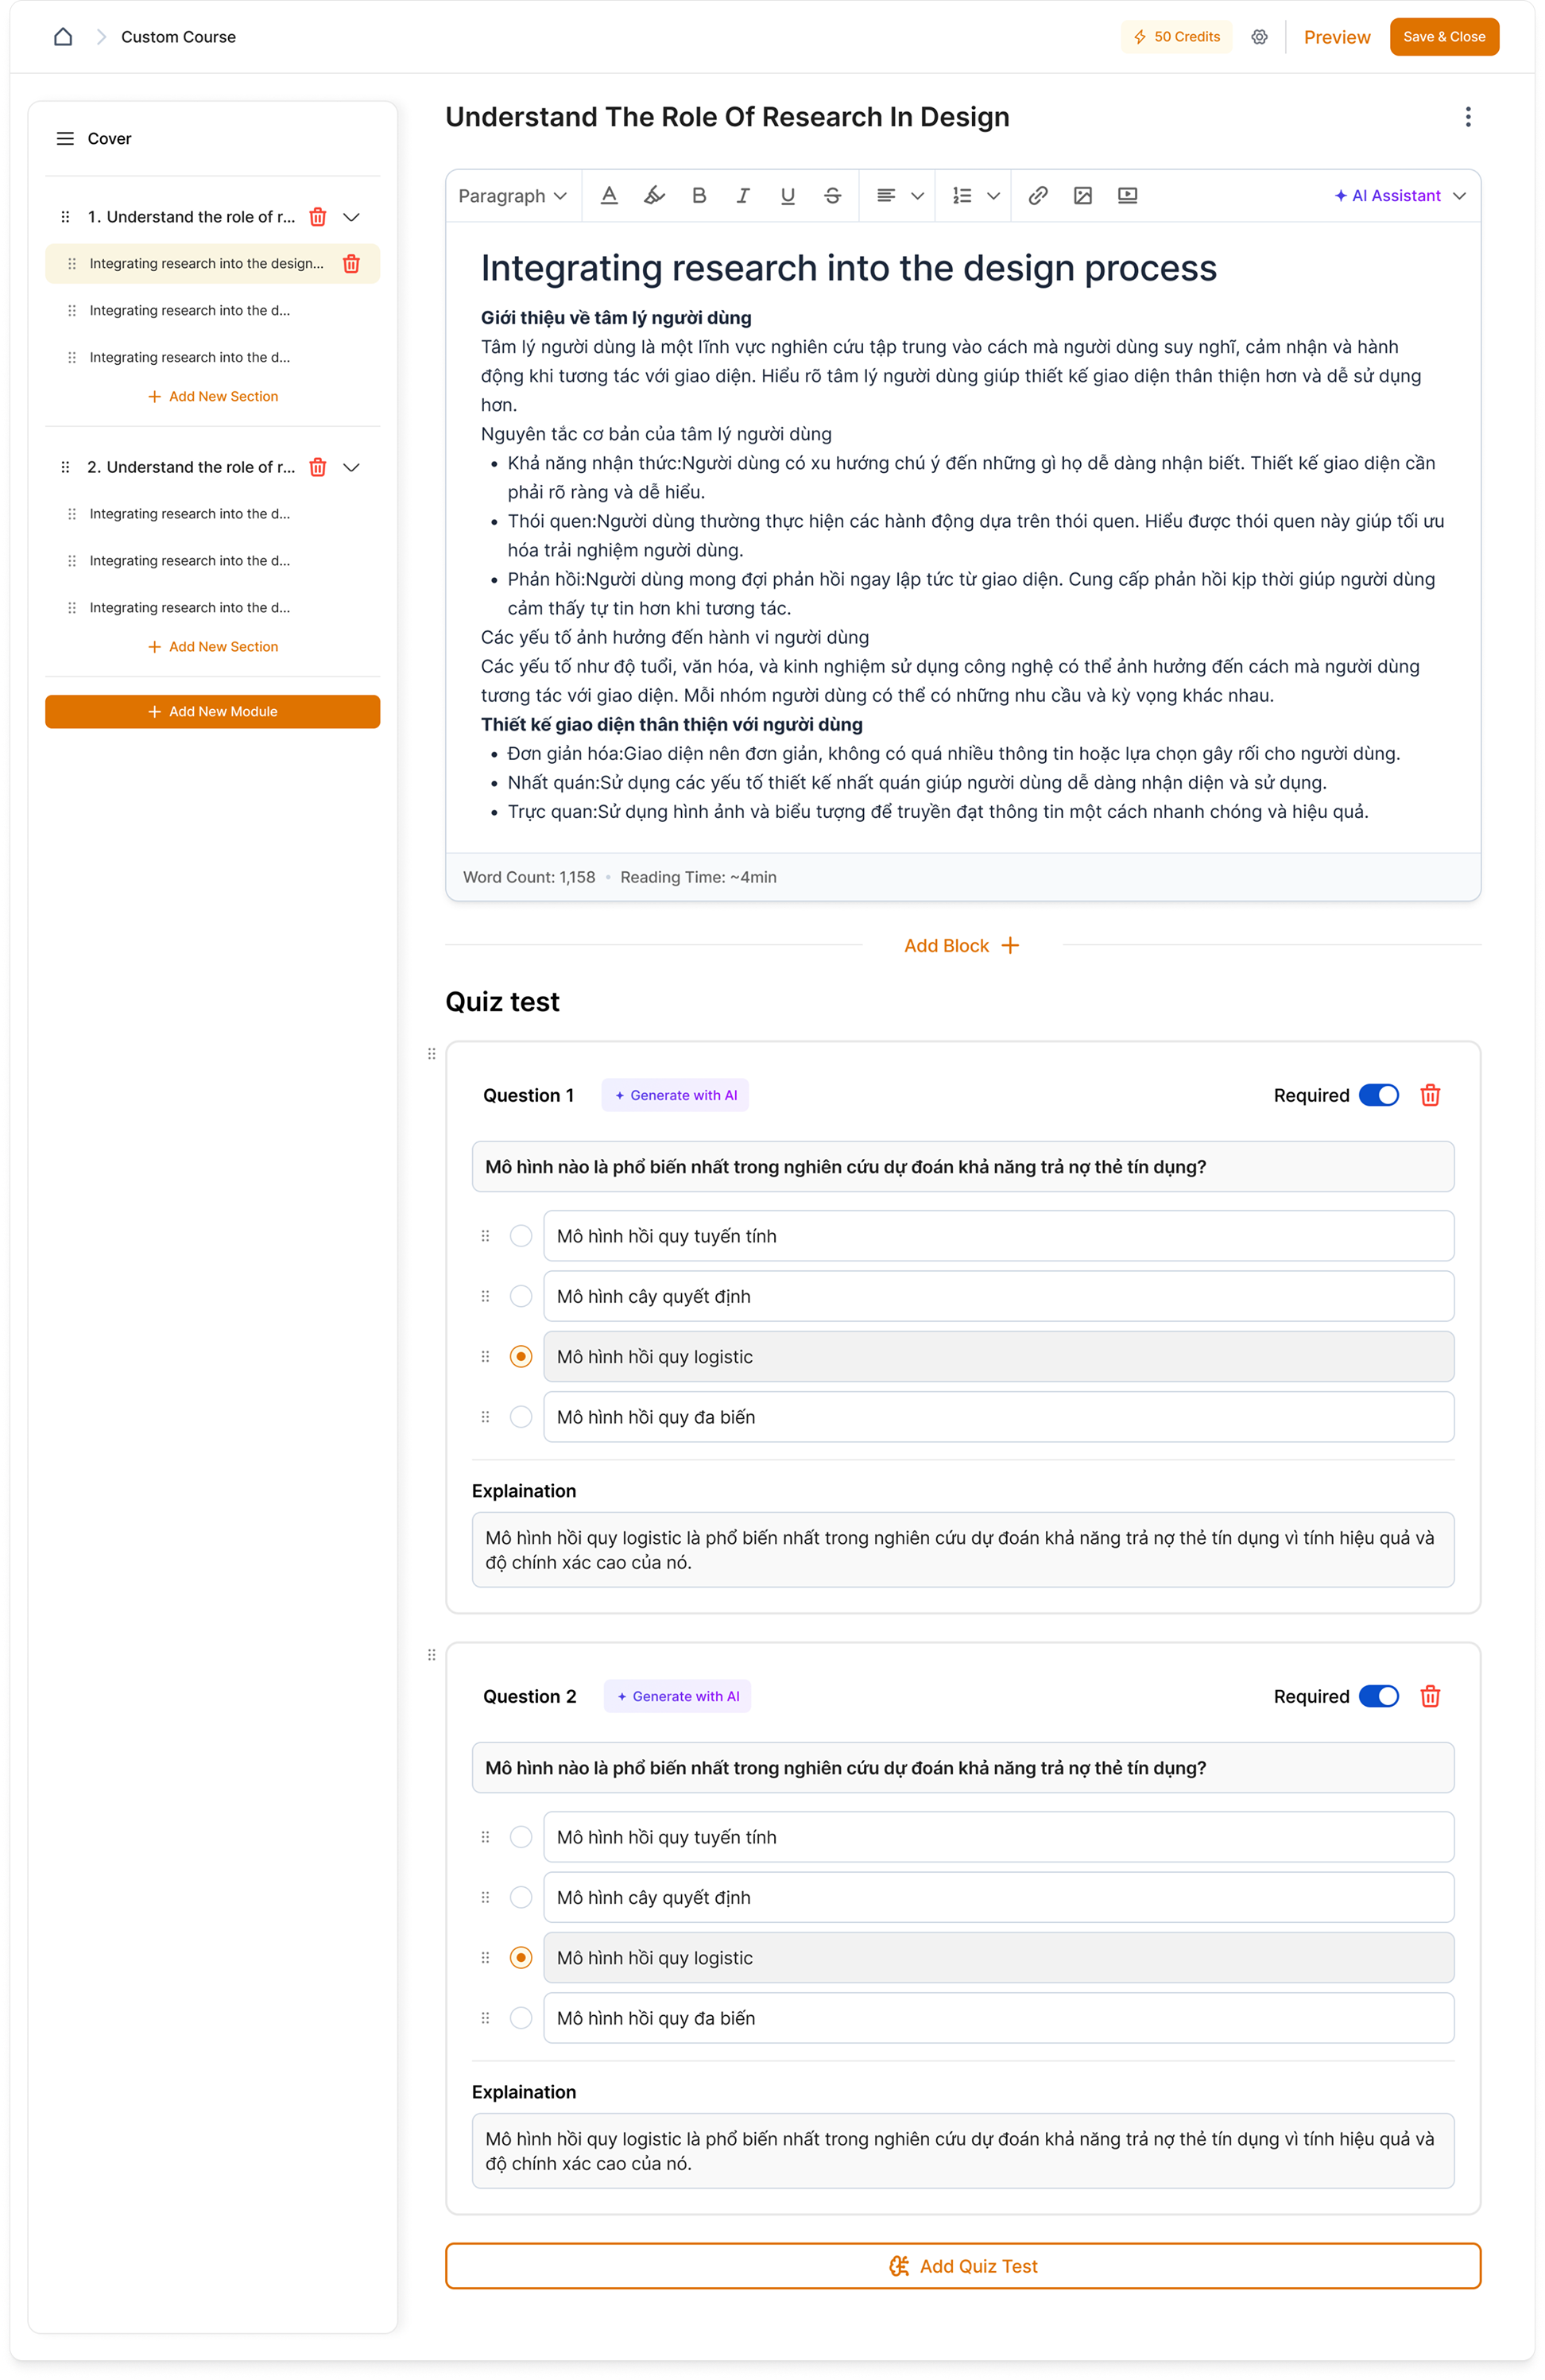 Custom Course
50 Credits
Preview
Save & Close
Cover
1. Understand the role of r...
Integrating research into the design...
Integrating research into the d...
Integrating research into the d...
Add New Section
2. Understand the role of r...
Integrating research into the d...
Integrating research into the d...
Integrating research into the d...
Add New Section
Add New Module
Understand The Role Of Research In Design
Paragraph
AI Assistant
Integrating research into the design process
Giới thiệu về tâm lý người dùng
Tâm lý người dùng là một lĩnh vực nghiên cứu tập trung vào cách mà người dùng suy nghĩ, cảm nhận và hành
động khi tương tác với giao diện. Hiểu rõ tâm lý người dùng giúp thiết kế giao diện thân thiện hơn và dễ sử dụng
hơn.
Nguyên tắc cơ bản của tâm lý người dùng
• Khả năng nhận thức:Người dùng có xu hướng chú ý đến những gì họ dễ dàng nhận biết. Thiết kế giao diện cần
phải rõ ràng và dễ hiểu.
• Thói quen:Người dùng thường thực hiện các hành động dựa trên thói quen. Hiểu được thói quen này giúp tối ưu
hóa trải nghiệm người dùng.
• Phản hồi:Người dùng mong đợi phản hồi ngay lập tức từ giao diện. Cung cấp phản hồi kịp thời giúp người dùng
cảm thấy tự tin hơn khi tương tác.
Các yếu tố ảnh hưởng đến hành vi người dùng
Các yếu tố như độ tuổi, văn hóa, và kinh nghiệm sử dụng công nghệ có thể ảnh hưởng đến cách mà người dùng
tương tác với giao diện. Mỗi nhóm người dùng có thể có những nhu cầu và kỳ vọng khác nhau.
Thiết kế giao diện thân thiện với người dùng
• Đơn giản hóa:Giao diện nên đơn giản, không có quá nhiều thông tin hoặc lựa chọn gây rối cho người dùng.
• Nhất quán:Sử dụng các yếu tố thiết kế nhất quán giúp người dùng dễ dàng nhận diện và sử dụng.
• Trực quan:Sử dụng hình ảnh và biểu tượng để truyền đạt thông tin một cách nhanh chóng và hiệu quả.
Word Count: 1,158 • Reading Time: ~4min
Add Block
Quiz test
Question 1
Generate with AI
Required
Mô hình nào là phổ biến nhất trong nghiên cứu dự đoán khả năng trả nợ thẻ tín dụng?
Mô hình hồi quy tuyến tính
Mô hình cây quyết định
Mô hình hồi quy logistic
Mô hình hồi quy đa biến
Explaination
Mô hình hồi quy logistic là phổ biến nhất trong nghiên cứu dự đoán khả năng trả nợ thẻ tín dụng vì tính hiệu quả và
độ chính xác cao của nó.
Question 2
Generate with AI
Required
Mô hình nào là phổ biến nhất trong nghiên cứu dự đoán khả năng trả nợ thẻ tín dụng?
Mô hình hồi quy tuyến tính
Mô hình cây quyết định
Mô hình hồi quy logistic
Mô hình hồi quy đa biến
Explaination
Mô hình hồi quy logistic là phổ biến nhất trong nghiên cứu dự đoán khả năng trả nợ thẻ tín dụng vì tính hiệu quả và
độ chính xác cao của nó.
Add Quiz Test